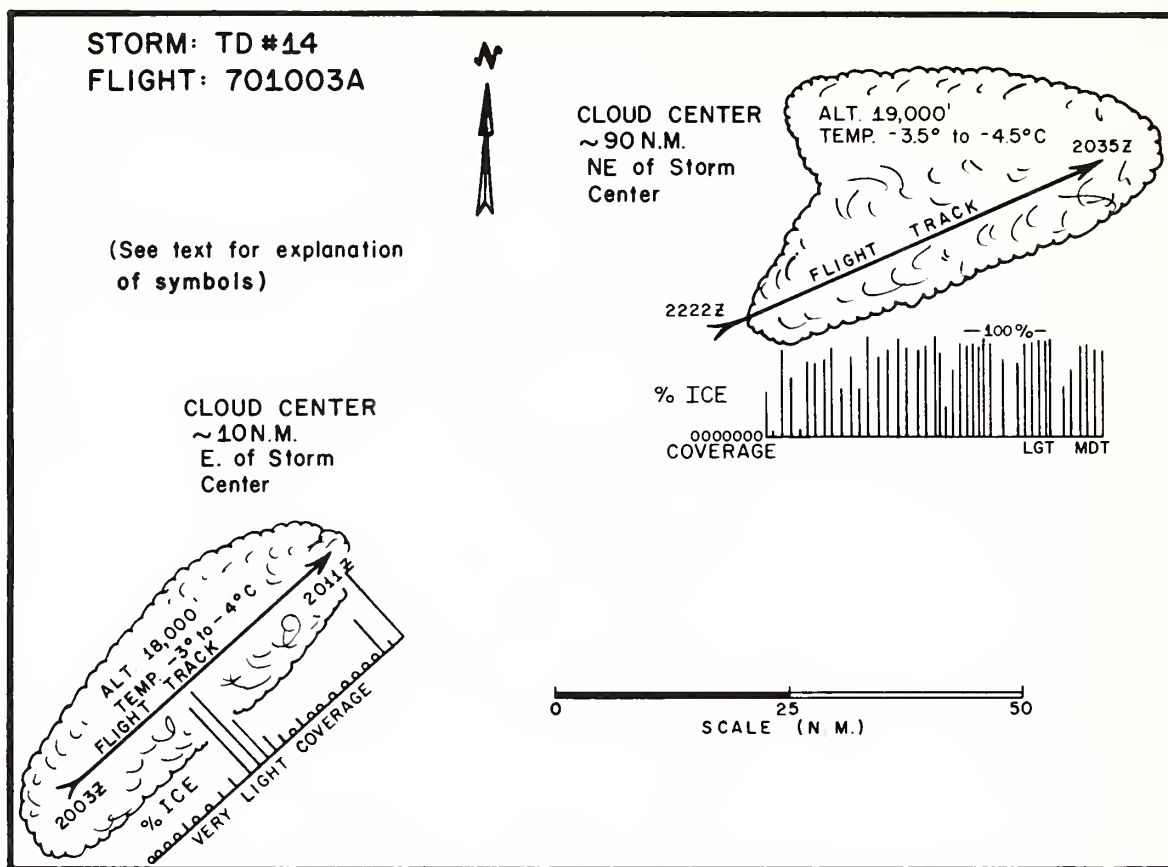 STORM: TD #14
FLIGHT: 701003A
N
(See text for explanation
of symbols)
CLOUD CENTER
~90 N.M.
NE of Storm
Center
ALT. 19,000'
TEMP. -3.5° to -4.5°C
2035Z
FLIGHT TRACK
2222Z
-100%-
% ICE
0000000
COVERAGE
LGT MDT
CLOUD CENTER
~10 N.M.
E. of Storm
Center
ALT. 18,000'
TEMP. -3° to -4°C
FLIGHT TRACK
2011Z
2003Z
% ICE
VERY LIGHT COVERAGE
0 25 50
SCALE (N M.)